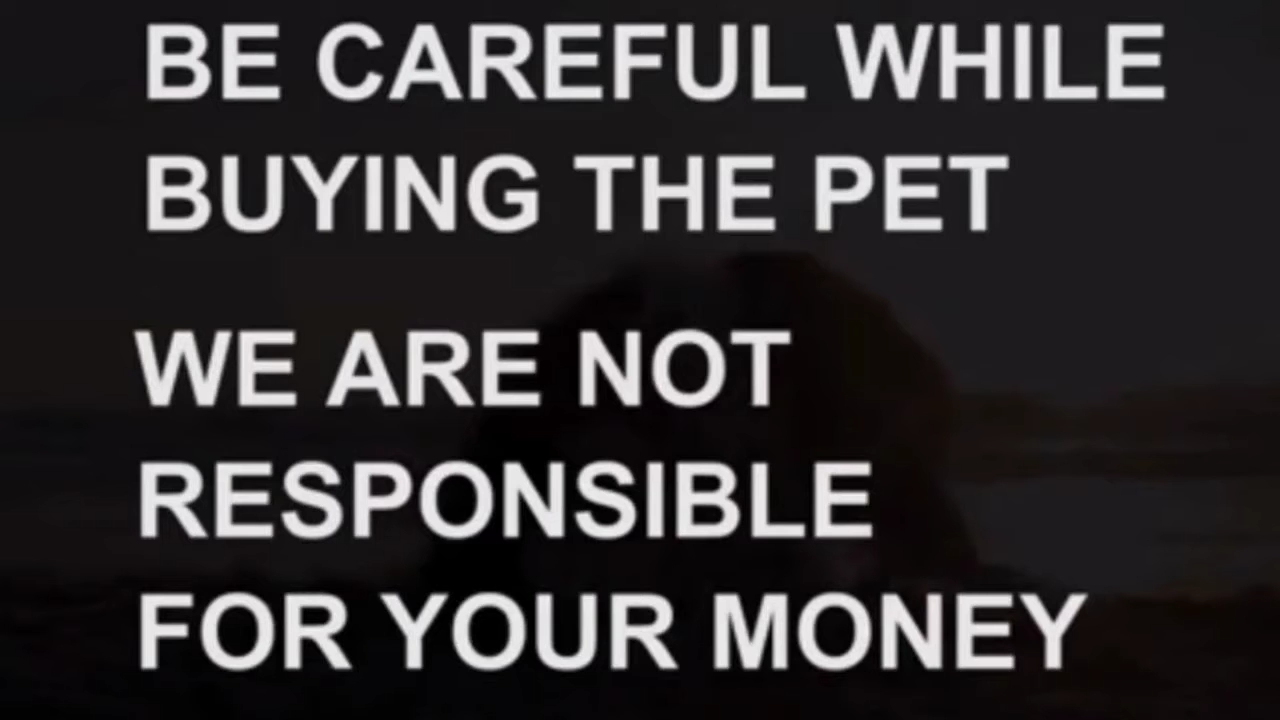 BE CAREFUL WHILE
BUYING THE PET
WE ARE NOT
RESPONSIBLE
FOR YOUR MONEY